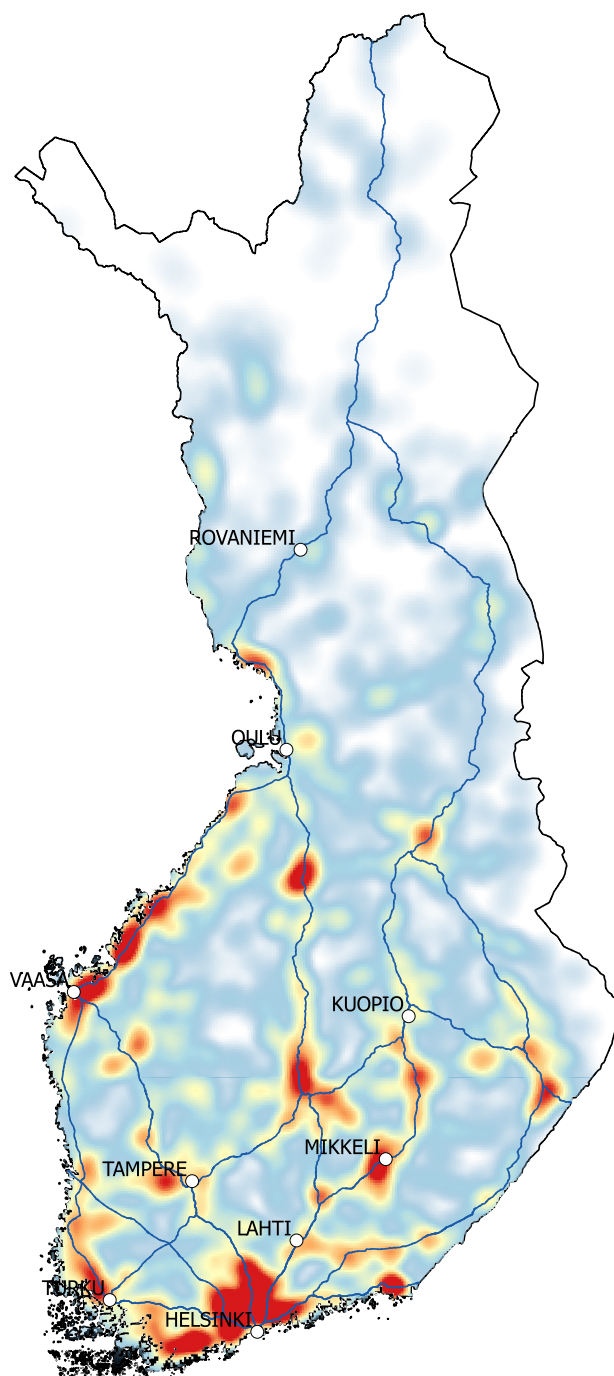 ROVANIEMI
OULU
VAASA
KUOPIO
MIKKELI
TAMPERE
LAHTI
TURKU
HELSINKI